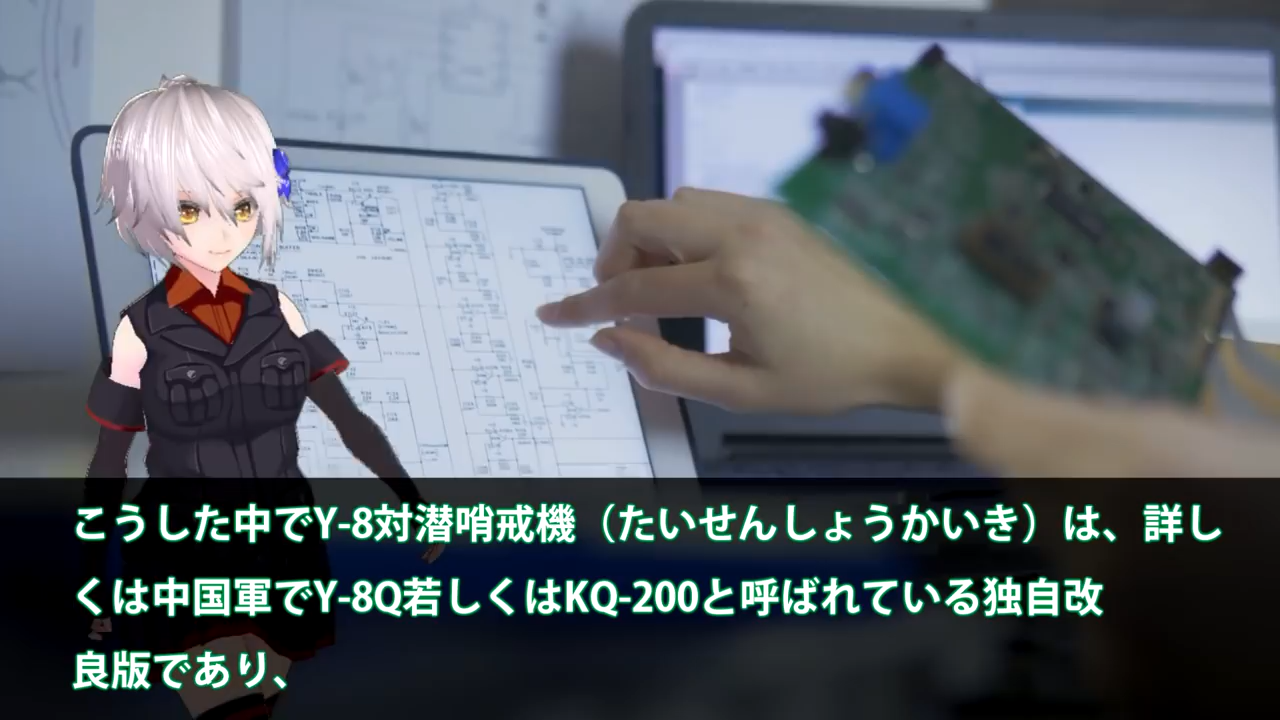 こうした中でY-8対潜哨戒機（たいせんしょうかいき）は、詳し
くは中国軍でY-8Q若しくはKQ-200と呼ばれている独自改
良版であり、